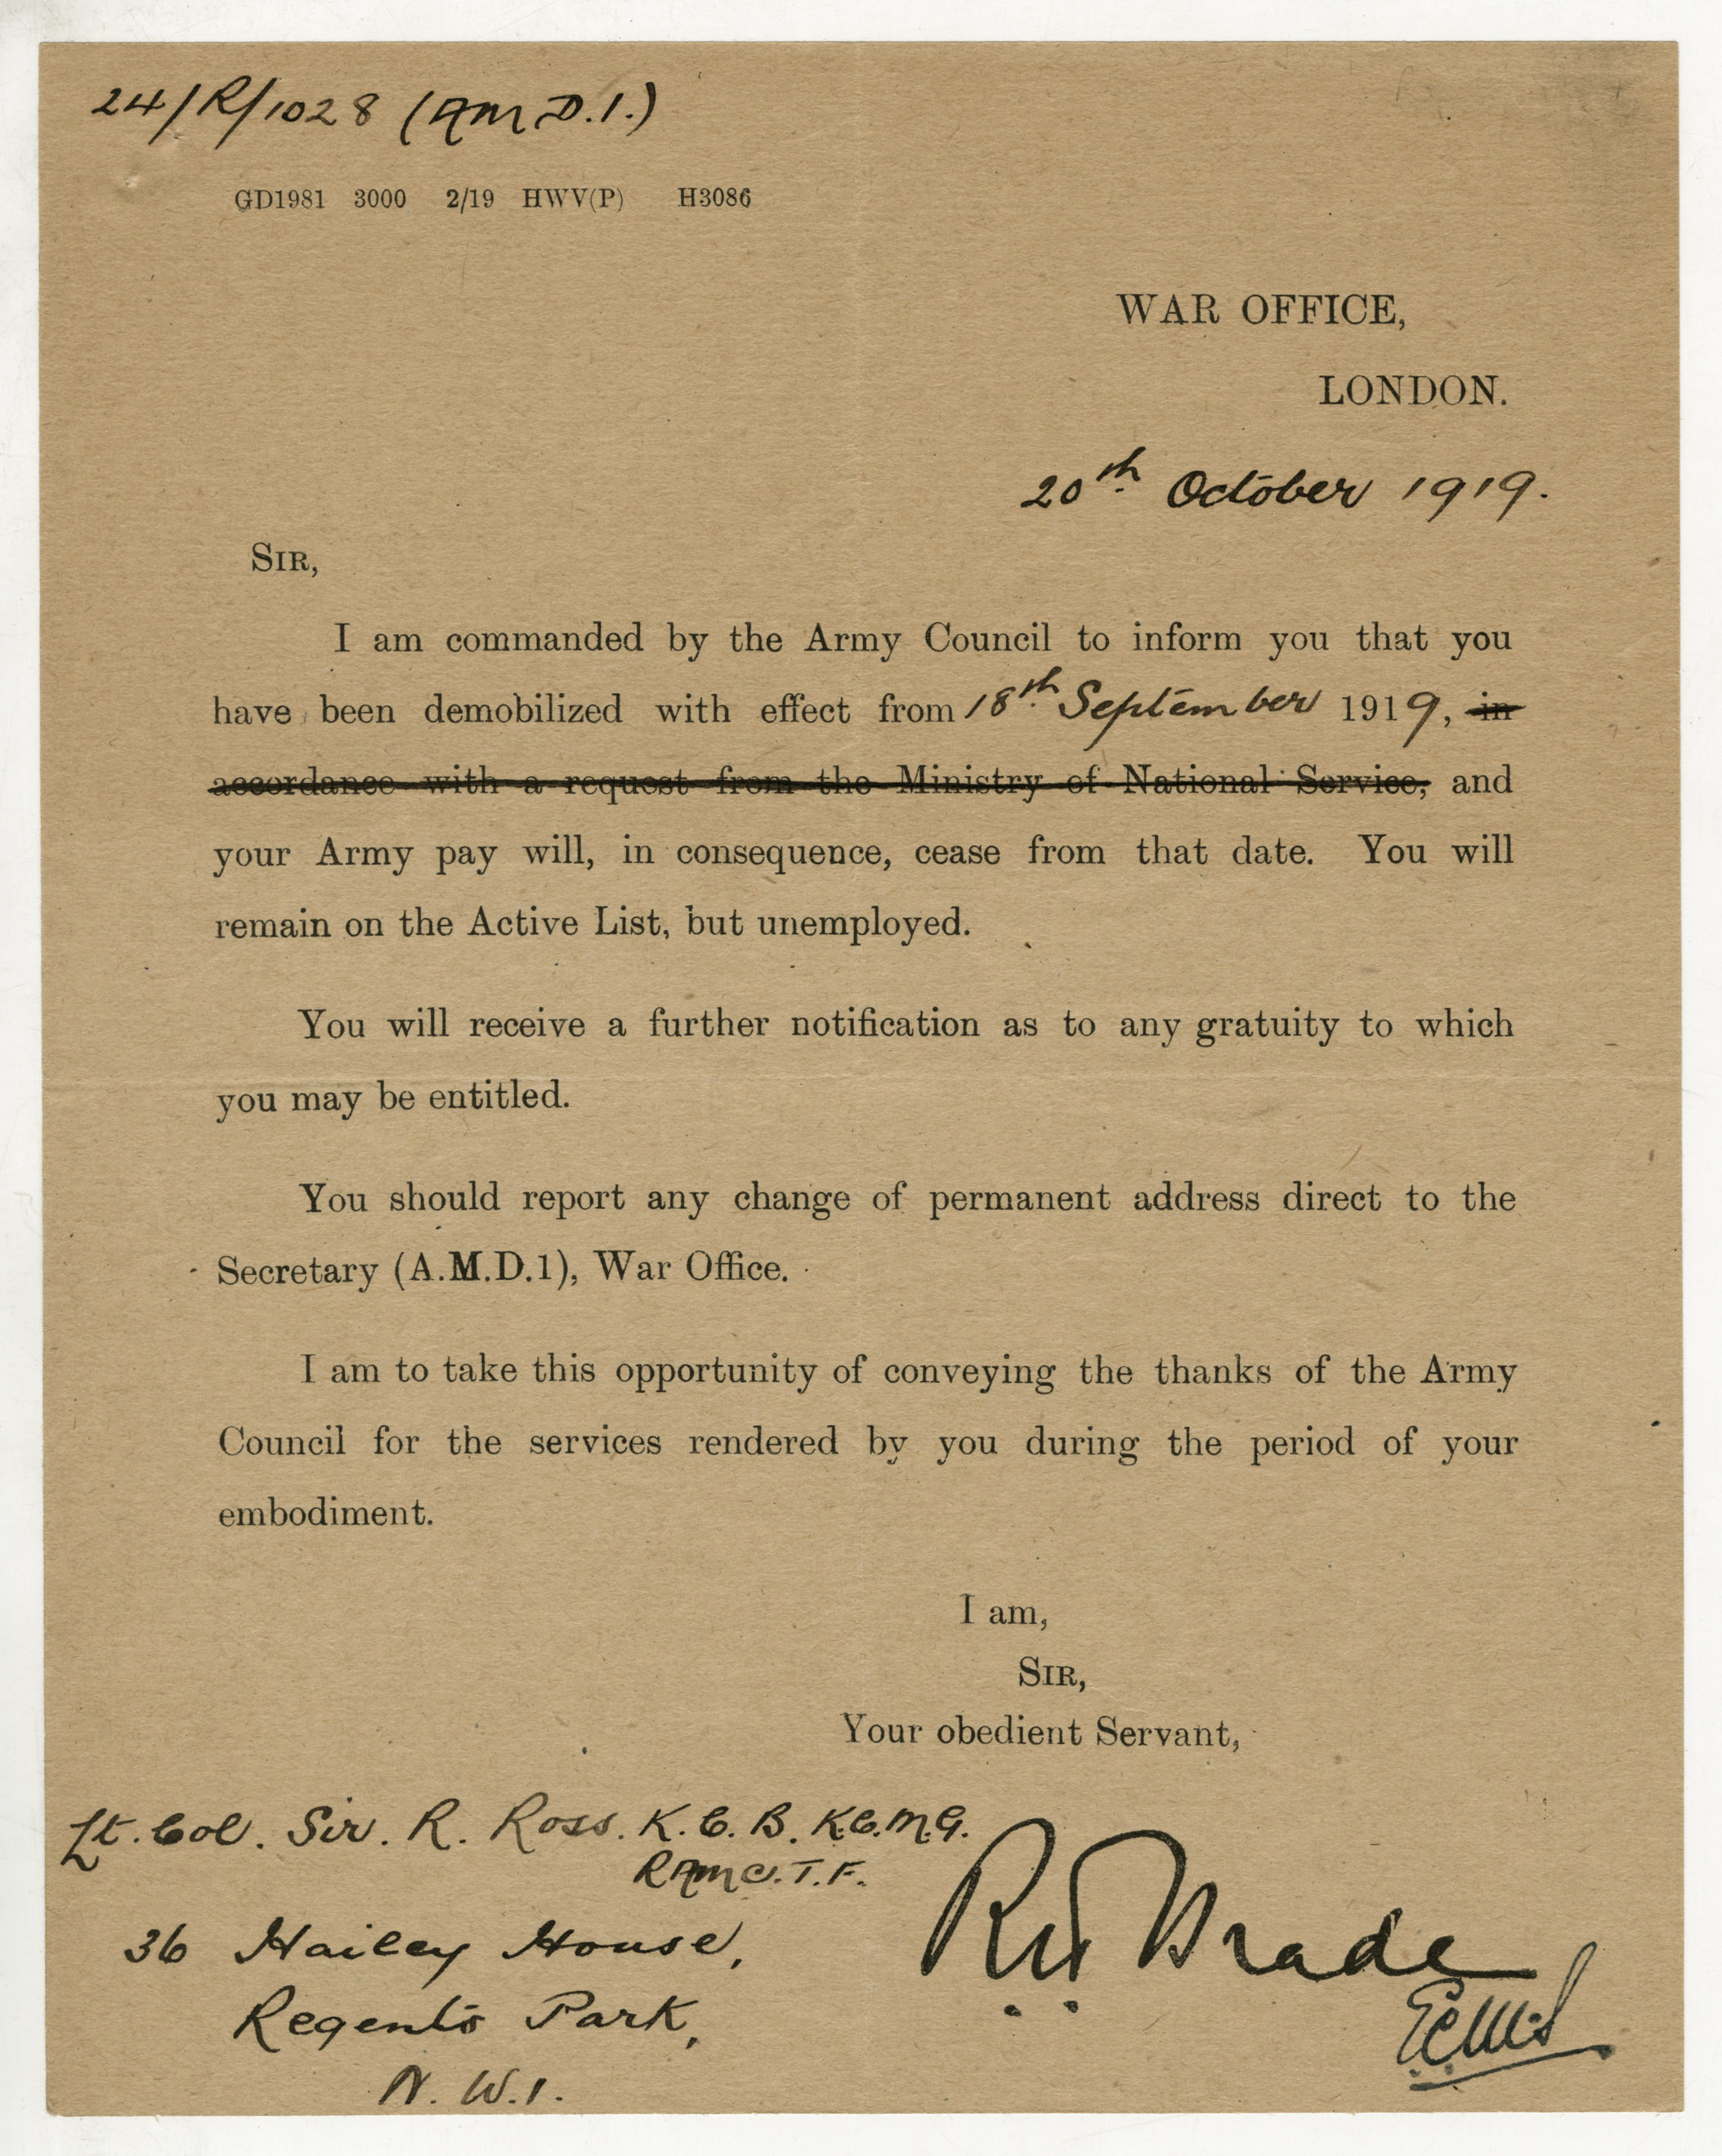 24/R/1028 (AMD.1.)
GD1981 3000 2/19 HWV(P) H3086
WAR OFFICE,
LONDON.
20th October 1919.
SIR,
I am commanded by the Army Council to inform you that you
have been demobilized with effect from 18th September 1919, in
accordance with a request from the Ministry of National Service, and
your Army pay will, in consequence, cease from that date. You will
remain on the Active List, but unemployed.
You will receive a further notification as to any gratuity to which
you may be entitled.
You should report any change of permanent address direct to the
Secretary (A.M.D.1), War Office.
I am to take this opportunity of conveying the thanks of the Army
Council for the services rendered by you during the period of your
embodiment.
I am,
SIR,
Your obedient Servant,
Lt. Col. Sir. R. Ross. K.C.B. K.C.M.G.
RAMC.T.F.
36 Hailey House,
Regents Park,
N.W.1.
Brade